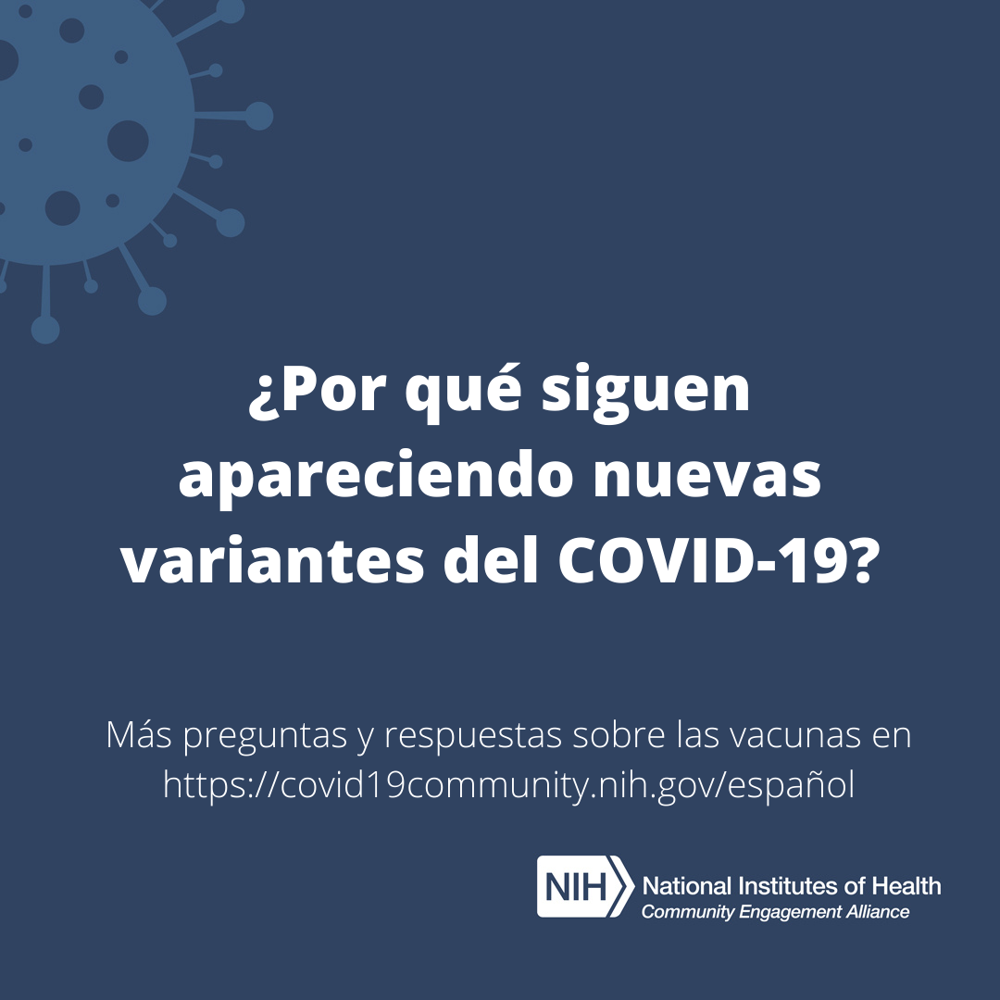 ¿Por qué siguen
apareciendo nuevas
variantes del COVID-19?
Más preguntas y respuestas sobre las vacunas en
https://covid19community.nih.gov/español
NIH National Institutes of Health
Community Engagement Alliance